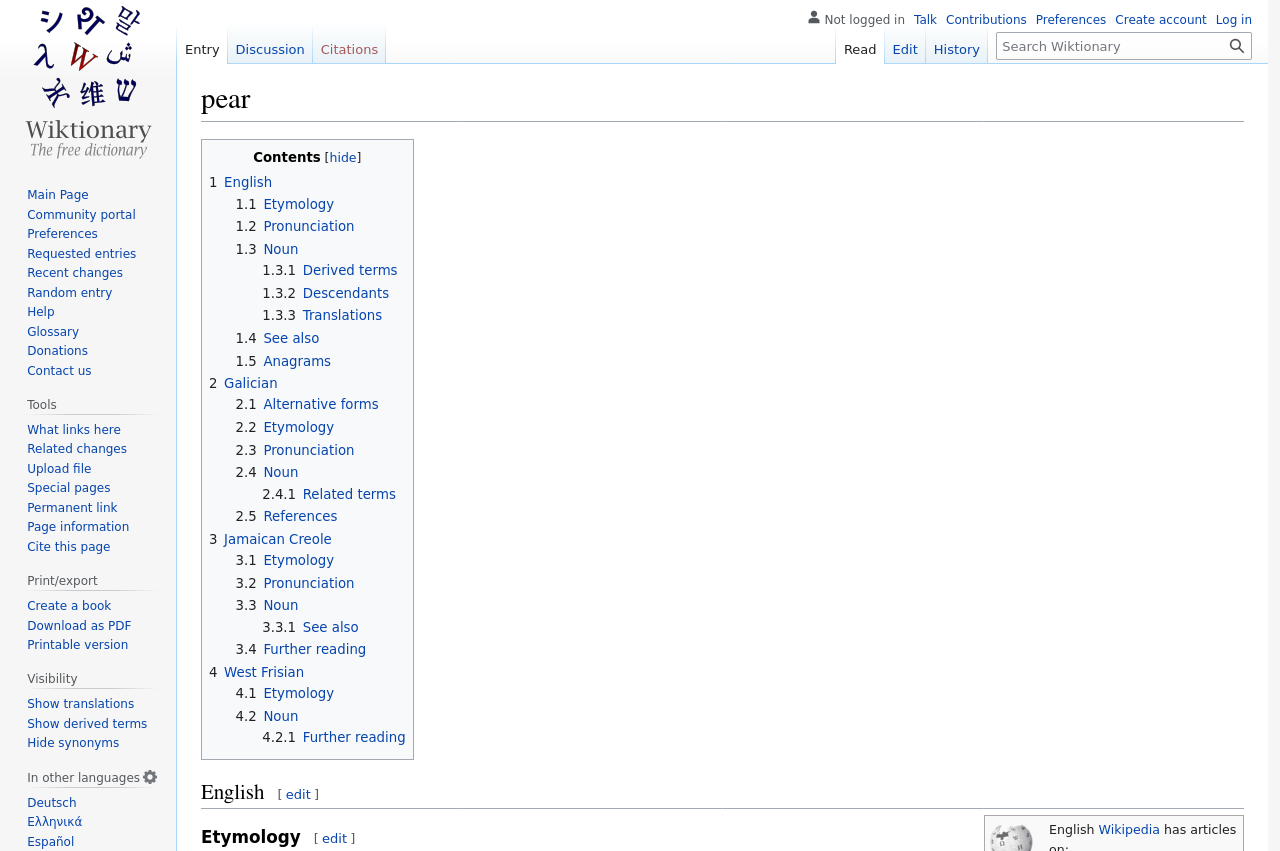 Not logged in Talk Contributions Preferences Create account Log in
Entry Discussion Citations Read Edit History Search Wiktionary
Wiktionary
The free dictionary
Main Page
Community portal
Preferences
Requested entries
Recent changes
Random entry
Help
Glossary
Donations
Contact us
Tools
What links here
Related changes
Upload file
Special pages
Permanent link
Page information
Cite this page
Print/export
Create a book
Download as PDF
Printable version
Visibility
Show translations
Show derived terms
Hide synonyms
In other languages
Deutsch
Ελληνικά
Español
pear
Contents [hide]
1 English
1.1 Etymology
1.2 Pronunciation
1.3 Noun
1.3.1 Derived terms
1.3.2 Descendants
1.3.3 Translations
1.4 See also
1.5 Anagrams
2 Galician
2.1 Alternative forms
2.2 Etymology
2.3 Pronunciation
2.4 Noun
2.4.1 Related terms
2.5 References
3 Jamaican Creole
3.1 Etymology
3.2 Pronunciation
3.3 Noun
3.3.1 See also
3.4 Further reading
4 West Frisian
4.1 Etymology
4.2 Noun
4.2.1 Further reading
English [ edit ]
Etymology [ edit ]
English Wikipedia has articles
on: